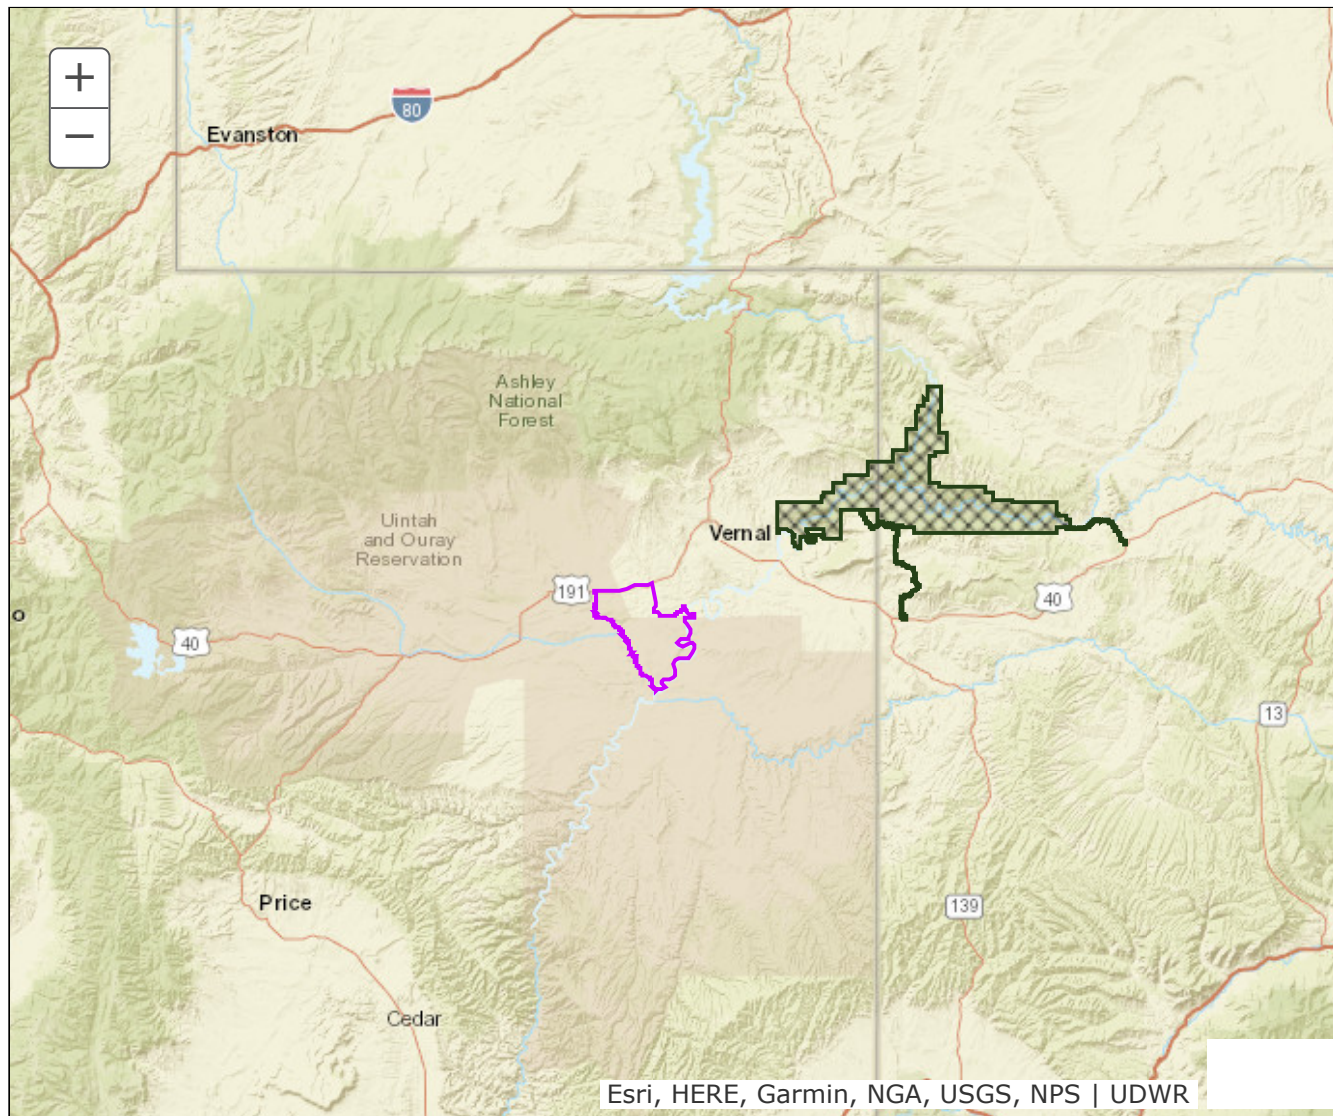 +
80
Evanston
−
Ashley
National
Forest
Uintah
and Ouray
Reservation
Vernal
191
40
o
40
13
139
Price
Cedar
Esri, HERE, Garmin, NGA, USGS, NPS | UDWR